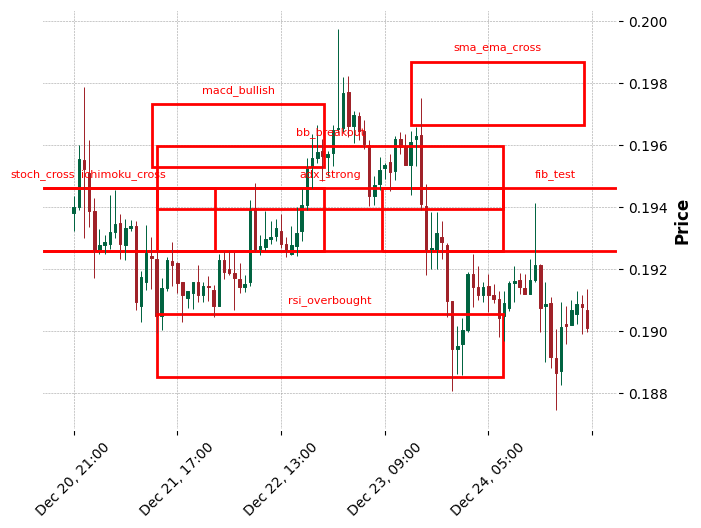 0.200
sma_ema_cross
0.198
macd_bullish
bb_breakout
0.196
stoch_cross
ichimoku_cross
adx_strong
fib_test
0.194
Price
0.192
rsi_overbought
0.190
0.188
Dec 20, 21:00
Dec 21, 17:00
Dec 22, 13:00
Dec 23, 09:00
Dec 24, 05:00